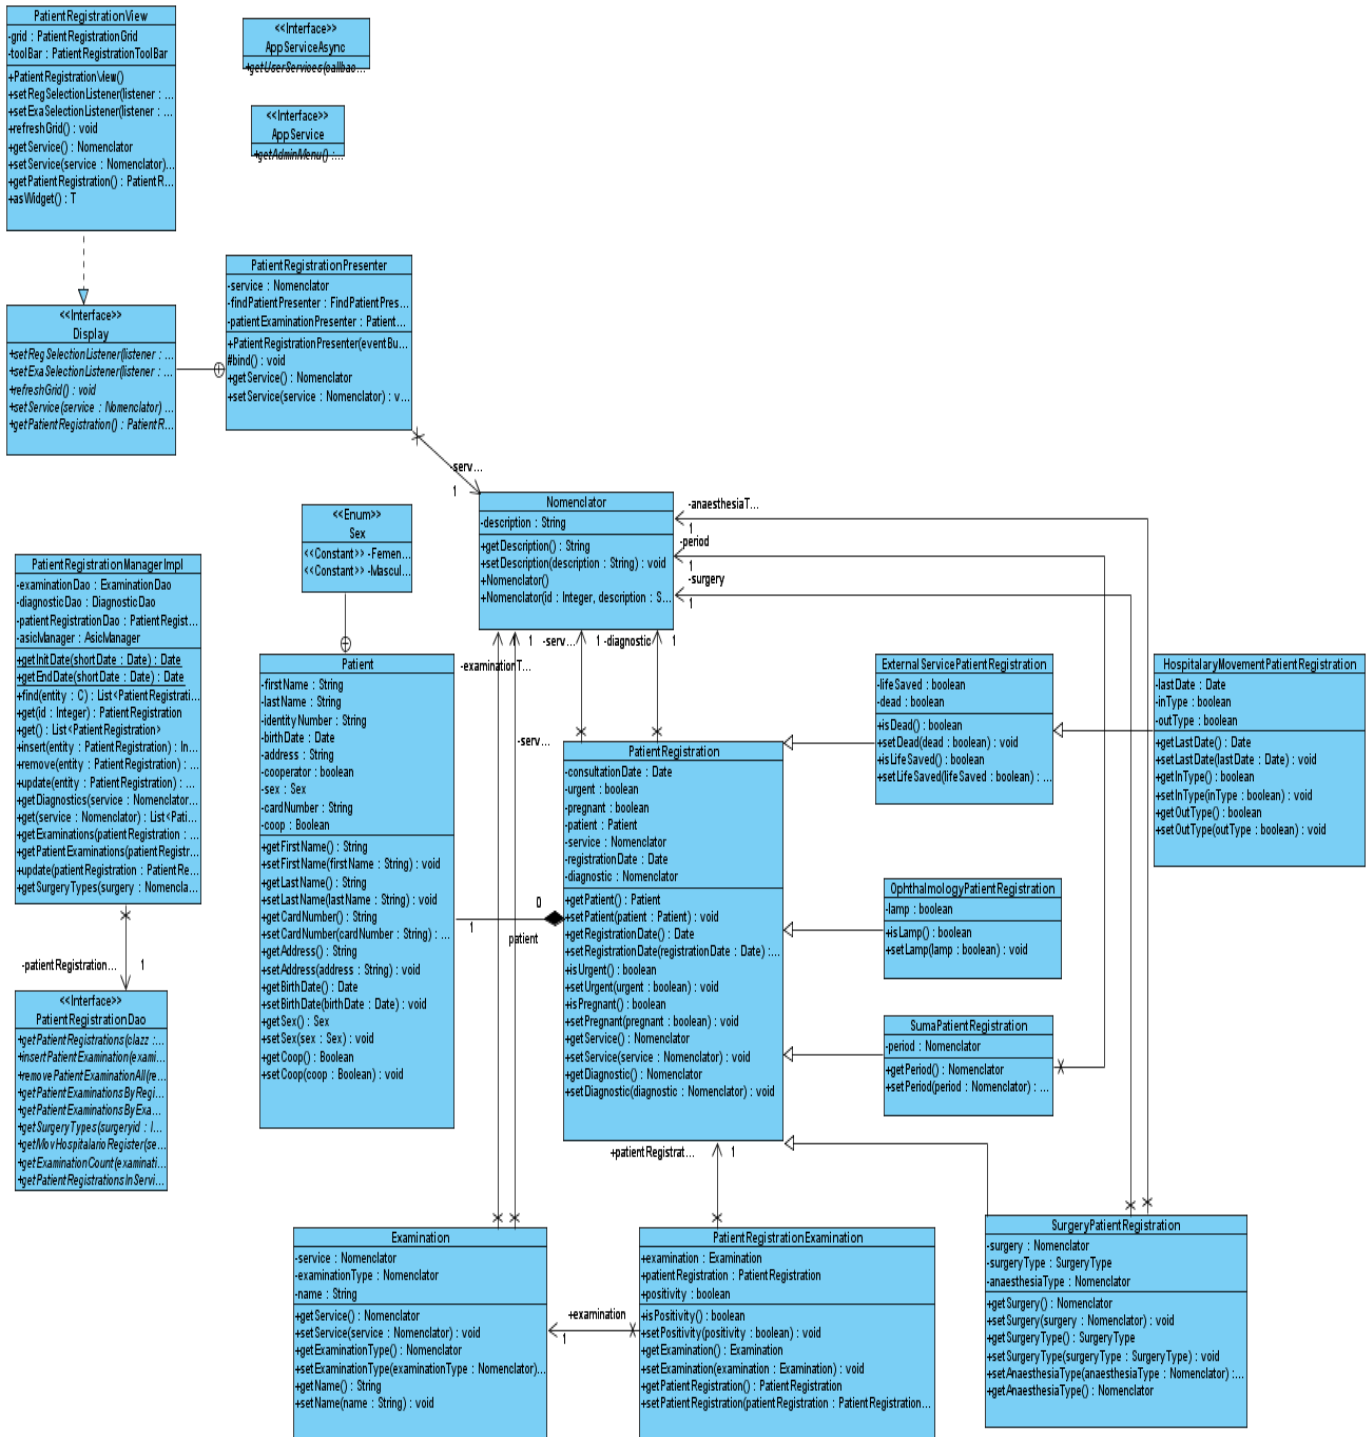 PatientRegistrationView
-grid : PatientRegistrationGrid
-toolBar : PatientRegistrationToolBar
+PatientRegistrationView()
+setRegSelectionListener(listener : ...
+setExaSelectionListener(listener : ...
+refreshGrid() : void
+getService() : Nomenclator
+setService(service : Nomenclator)...
+getPatientRegistration() : PatientR...
+asWidget() : T
<<Interface>>
AppServiceAsync
+getUserServices(callbac...
<<Interface>>
AppService
+getAdminMenu() : ...
<<Interface>>
Display
+setRegSelectionListener(listener : ...
+setExaSelectionListener(listener : ...
+refreshGrid() : void
+setService(service : Nomenclator) ...
+getPatientRegistration() : PatientR...
PatientRegistrationPresenter
-service : Nomenclator
-findPatientPresenter : FindPatientPres...
-patientExaminationPresenter : Patient...
+PatientRegistrationPresenter(eventBu...
#bind() : void
+getService() : Nomenclator
+setService(service : Nomenclator) : v...
-serv...
1
Nomenclator
-description : String
+getDescription() : String
+setDescription(description : String) : void
+Nomenclator()
+Nomenclator(id : Integer, description : S...
-anaesthesiaT...
1
-period
1
-surgery
1
<<Enum>>
Sex
<<Constant>> -Femen...
<<Constant>> -Mascul...
PatientRegistrationManagerImpl
-examinationDao : ExaminationDao
-diagnosticDao : DiagnosticDao
-patientRegistrationDao : PatientRegist...
-asicManager : AsicManager
+getInitDate(shortDate : Date) : Date
+getEndDate(shortDate : Date) : Date
+find(entity : C) : List<PatientRegistrati...
+get(id : Integer) : PatientRegistration
+get() : List<PatientRegistration>
+insert(entity : PatientRegistration) : In...
+remove(entity : PatientRegistration) : ...
+update(entity : PatientRegistration) : ...
+getDiagnostics(service : Nomenclator...
+get(service : Nomenclator) : List<Pati...
+getExaminations(patientRegistration : ...
+getPatientExaminations(patientRegistr...
+update(patientRegistration : PatientRe...
+getSurgeryTypes(surgery : Nomencla...
-patientRegistration...
1
<<Interface>>
PatientRegistrationDao
+getPatientRegistrations(clazz :...
+insertPatientExamination(exami...
+removePatientExaminationAll(re...
+getPatientExaminationsByRegi...
+getPatientExaminationsByExa...
+getSurgeryTypes(surgeryid : I...
+getMovHospitalarioRegister(se...
+getExaminationCount(examinati...
+getPatientRegistrationsInServi...
Patient
-firstName : String
-lastName : String
-identityNumber : String
-birthDate : Date
-address : String
-cooperator : boolean
-sex : Sex
-cardNumber : String
-coop : Boolean
+getFirstName() : String
+setFirstName(firstName : String) : void
+getLastName() : String
+setLastName(lastName : String) : void
+getCardNumber() : String
+setCardNumber(cardNumber : String) : ...
+getAddress() : String
+setAddress(address : String) : void
+getBirthDate() : Date
+setBirthDate(birthDate : Date) : void
+getSex() : Sex
+setSex(sex : Sex) : void
+getCoop() : Boolean
+setCoop(coop : Boolean) : void
-examinationT...
1
1
-serv...
-serv...
1
-diagnostic
1
0
1
patient
PatientRegistration
-consultationDate : Date
-urgent : boolean
-pregnant : boolean
-patient : Patient
-service : Nomenclator
-registrationDate : Date
-diagnostic : Nomenclator
+getPatient() : Patient
+setPatient(patient : Patient) : void
+getRegistrationDate() : Date
+setRegistrationDate(registrationDate : Date) :...
+isUrgent() : boolean
+setUrgent(urgent : boolean) : void
+isPregnant() : boolean
+setPregnant(pregnant : boolean) : void
+getService() : Nomenclator
+setService(service : Nomenclator) : void
+getDiagnostic() : Nomenclator
+setDiagnostic(diagnostic : Nomenclator) : void
ExternalServicePatientRegistration
-lifeSaved : boolean
-dead : boolean
+isDead() : boolean
+setDead(dead : boolean) : void
+isLifeSaved() : boolean
+setLifeSaved(lifeSaved : boolean) : ...
HospitalaryMovementPatientRegistration
-lastDate : Date
-inType : boolean
-outType : boolean
+getLastDate() : Date
+setLastDate(lastDate : Date) : void
+getInType() : boolean
+setInType(inType : boolean) : void
+getOutType() : boolean
+setOutType(outType : boolean) : void
OphthalmologyPatientRegistration
-lamp : boolean
+isLamp() : boolean
+setLamp(lamp : boolean) : void
SumaPatientRegistration
-period : Nomenclator
+getPeriod() : Nomenclator
+setPeriod(period : Nomenclator) : ...
+patientRegistrat...
1
Examination
-service : Nomenclator
-examinationType : Nomenclator
-name : String
+getService() : Nomenclator
+setService(service : Nomenclator) : void
+getExaminationType() : Nomenclator
+setExaminationType(examinationType : Nomenclator)...
+getName() : String
+setName(name : String) : void
+examination
1
PatientRegistrationExamination
+examination : Examination
+patientRegistration : PatientRegistration
+positivity : boolean
+isPositivity() : boolean
+setPositivity(positivity : boolean) : void
+getExamination() : Examination
+setExamination(examination : Examination) : void
+getPatientRegistration() : PatientRegistration
+setPatientRegistration(patientRegistration : PatientRegistration...
SurgeryPatientRegistration
-surgery : Nomenclator
-surgeryType : SurgeryType
-anaesthesiaType : Nomenclator
+getSurgery() : Nomenclator
+setSurgery(surgery : Nomenclator) : void
+getSurgeryType() : SurgeryType
+setSurgeryType(surgeryType : SurgeryType) : void
+setAnaesthesiaType(anaesthesiaType : Nomenclator) :...
+getAnaesthesiaType() : Nomenclator